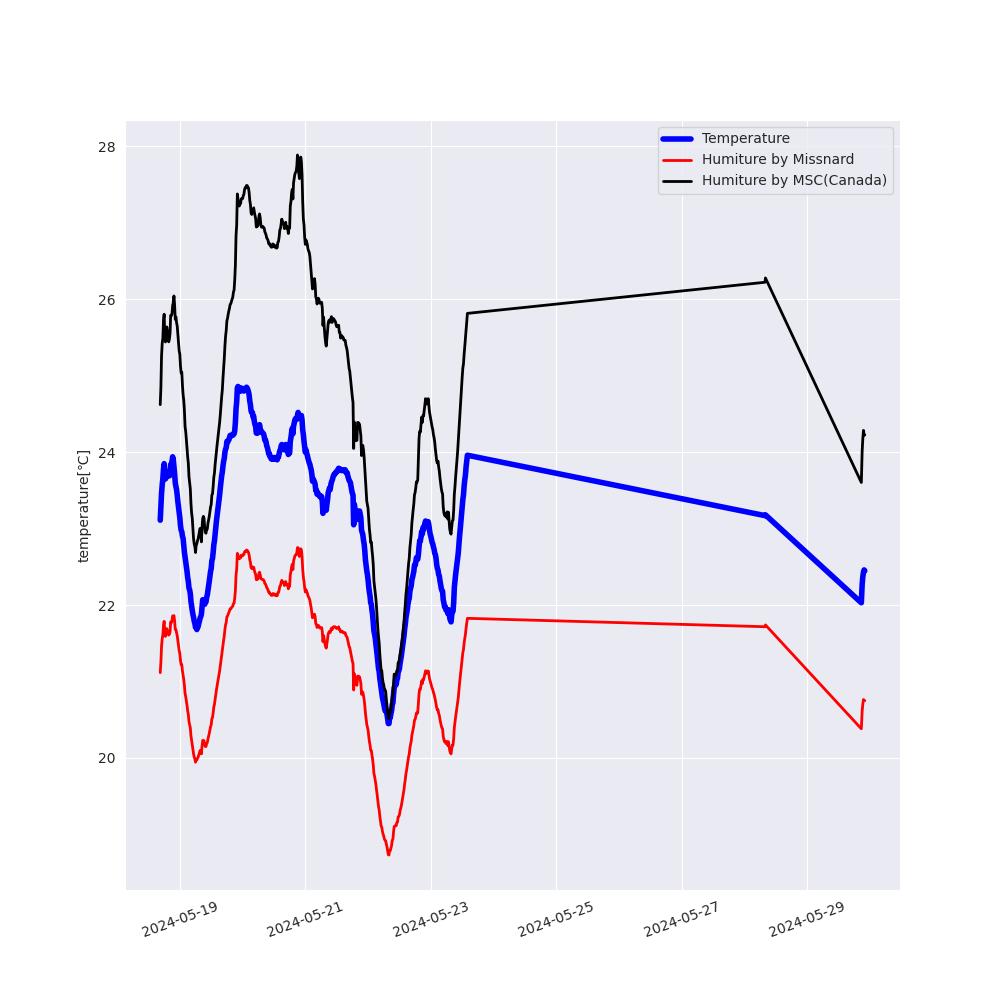 Temperature
Humiture by Missnard
Humiture by MSC(Canada)
temperature[℃]
28
26
24
22
20
2024-05-19
2024-05-21
2024-05-23
2024-05-25
2024-05-27
2024-05-29